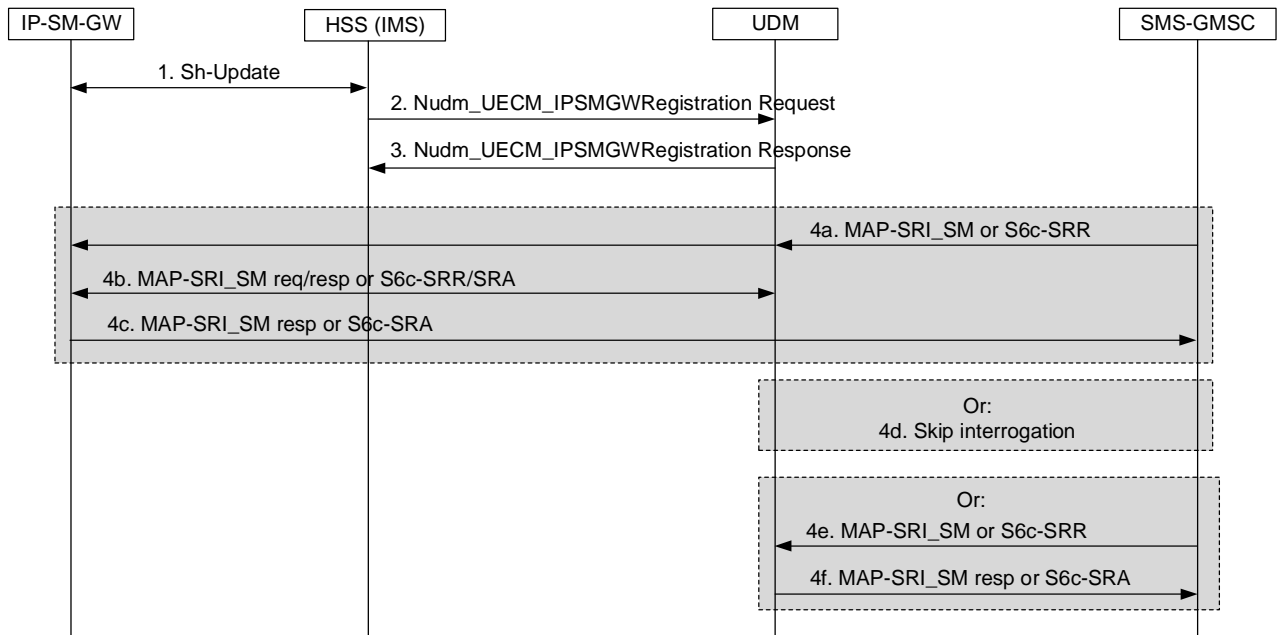 IP-SM-GW HSS (IMS) UDM SMS-GMSC
1. Sh-Update
2. Nudm_UECM_IPSMGWRegistration Request
3. Nudm_UECM_IPSMGWRegistration Response
4a. MAP-SRI_SM or S6c-SRR
4b. MAP-SRI_SM req/resp or S6c-SRR/SRA
4c. MAP-SRI_SM resp or S6c-SRA
Or:
4d. Skip interrogation
Or:
4e. MAP-SRI_SM or S6c-SRR
4f. MAP-SRI_SM resp or S6c-SRA